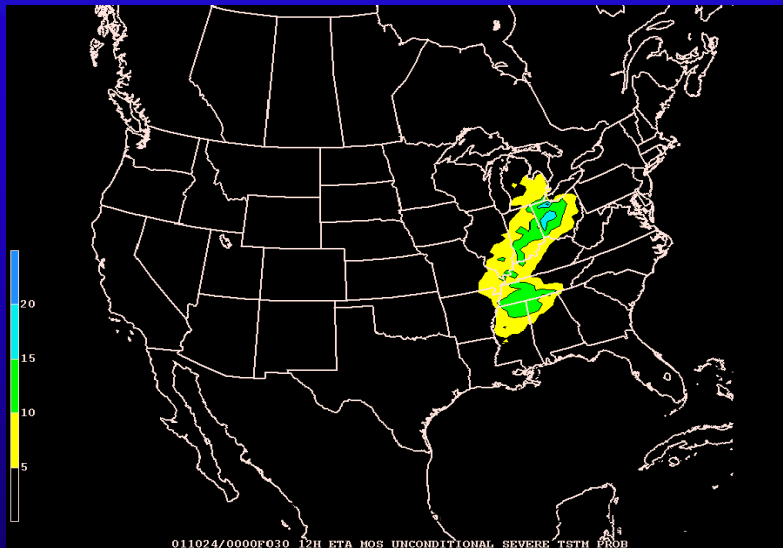 20
15
10
5
011024/0000F030 12H ETA MOS UNCONDITIONAL SEVERE TSTM PROB